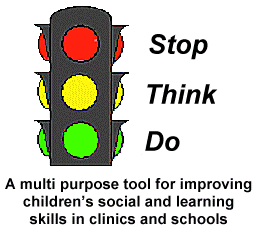 Stop
Think
Do
A multi purpose tool for improving
children's social and learning
skills in clinics and schools